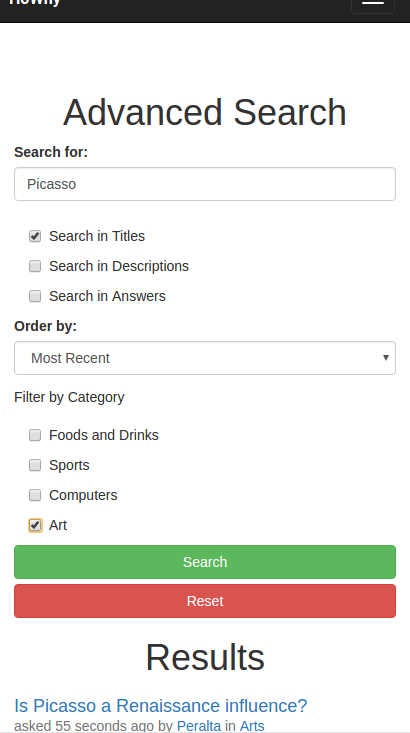 Advanced Search
Search for:
Picasso
Search in Titles
Search in Descriptions
Search in Answers
Order by:
Most Recent
Filter by Category
Foods and Drinks
Sports
Computers
Art
Search
Reset
Results
Is Picasso a Renaissance influence?
asked 55 seconds ago by Peralta in Arts